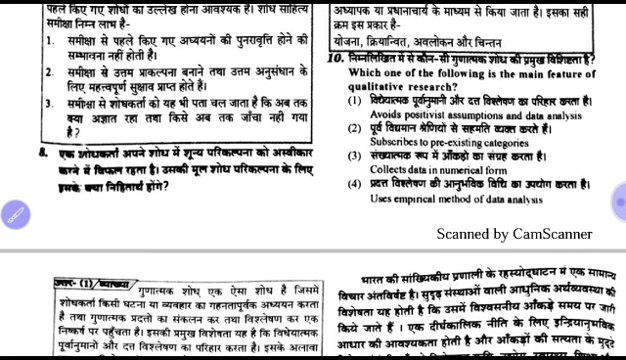 पहले किए गए शोधों का उल्लेख होना आवश्यक है। शोध साहित्य
समीक्षा निम्न लाभ है-
1. समीक्षा से पहले किए गए अध्ययनों की पुनरावृत्ति होने की
सम्भावना नहीं होती है।
2. समीक्षा से उत्तम प्राकल्पना बनाने तथा उत्तम अनुसंधान के
लिए महत्त्वपूर्ण सुझाव प्राप्त होते हैं।
3. समीक्षा से शोधकर्ता को यह भी पता चल जाता है कि अब तक
क्या अज्ञात रहा तथा किसे अब तक जाँचा नही गया
है?
8. एक शोधकर्ता अपने शोध में शून्य परिकल्पना को अस्वीकार
करने में विफल रहता है। उसकी मूल शोध परिकल्पना के लिए
इसके क्या निहितार्थ होंगे?
अध्यापक या प्रधानाचार्य के माध्यम से किया जाता है। इसका सही
क्रम इस प्रकार है-
योजना, क्रियान्वित, अवलोकन और चिन्तन
10. निम्नलिखित में से कौन-सी गुणात्मक शोध की प्रमुख विशिष्टता है?
Which one of the following is the main feature of
qualitative research?
(1) विधेयात्मक पूर्वानुमानी और दत्त विश्लेषण का परिहार करता है।
Avoids positivist assumptions and data analysis
(2) पूर्व विद्यमान श्रेणियों से सहमति व्यक्त करते हैं।
Subscribes to pre-existing categories
(3) संख्यात्मक रूप में आँकड़ो का संग्रह करता है।
Collects data in numerical form
(4) प्रदत्त विश्लेषण की आनुभविक विधि का उपयोग करता है।
Uses empirical method of data analysis
Scanned by CamScanner
उत्तर- (1)/व्याख्या गुणात्मक शोध एक ऐसा शोध है जिसमें
शोधकर्ता किसी घटना या व्यवहार का गहनतापूर्वक अध्ययन करता
है तथा गुणात्मक प्रदत्तो का संकलन कर तथा विश्लेषण कर एक
निष्कर्ष पर पहुँचता है। इसकी प्रमुख विशेषता यह है कि विधेयात्मक
पूर्वानुमानो और दत्त विश्लेषण का परिहार करता है। इसके अलावा
भारत की सांख्यिकीय प्रणाली के रहस्योद्घाटन में एक सामान्य
विचार अंतर्विष्ट है। सुदृढ़ संस्थाओं वाली आधुनिक अर्थव्यवस्था की
विशेषता यह होती है कि उसमें विश्वसनीय आँकड़े समय पर जारी
किये जाते हैं । एक दीर्घकालिक नीति के लिए इन्द्रियानुभविक
आधार की आवश्यकता होती है और आँकड़ों की सत्यता के मुद्दे